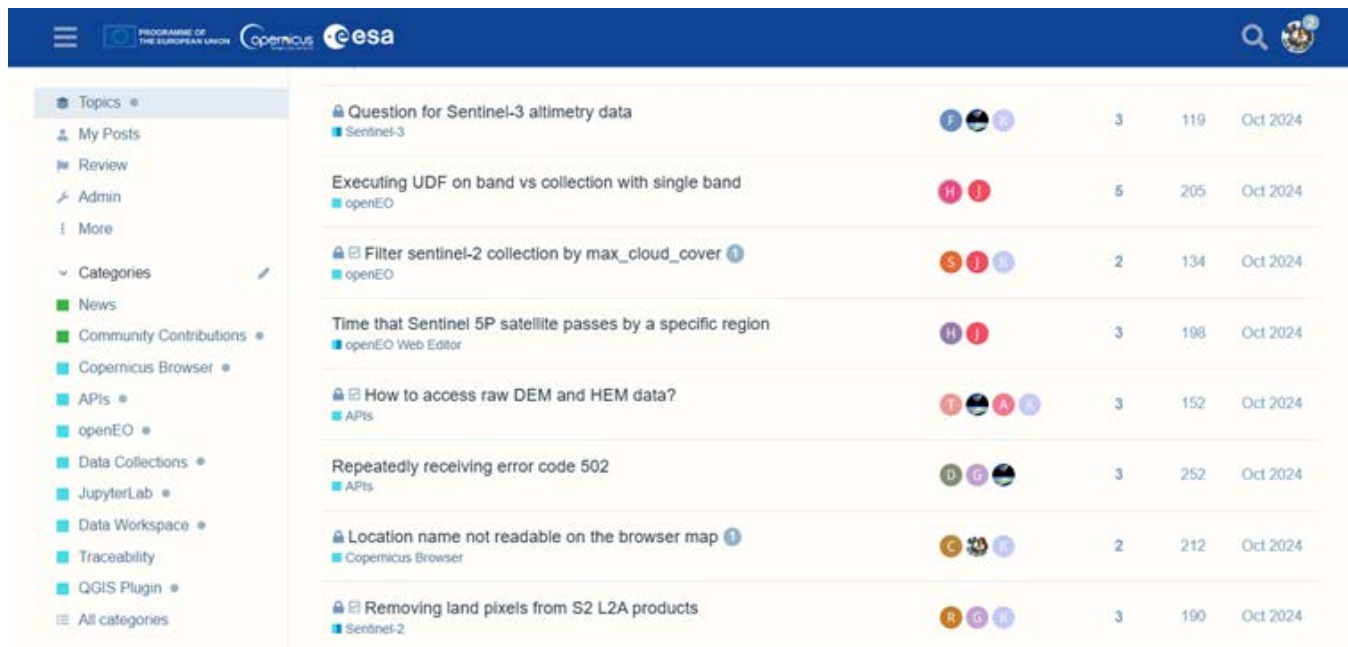 PROGRAMME OF
THE EUROPEAN UNION
opernicus
esa
2
Topics
My Posts
Review
Admin
More
Categories
News
Community Contributions
Copernicus Browser
APIs
openEO
Data Collections
JupyterLab
Data Workspace
Traceability
QGIS Plugin
All categories
Question for Sentinel-3 altimetry data
Sentinel-3
F K 3 119 Oct 2024
Executing UDF on band vs collection with single band
openEO
H J 5 205 Oct 2024
Filter sentinel-2 collection by max_cloud_cover 1
openEO
S J K 2 134 Oct 2024
Time that Sentinel 5P satellite passes by a specific region
openEO Web Editor
H J 3 198 Oct 2024
How to access raw DEM and HEM data?
APIs
T A K 3 152 Oct 2024
Repeatedly receiving error code 502
APIs
D G 3 252 Oct 2024
Location name not readable on the browser map 1
Copernicus Browser
C K 2 212 Oct 2024
Removing land pixels from S2 L2A products
Sentinel-2
R G K 3 190 Oct 2024